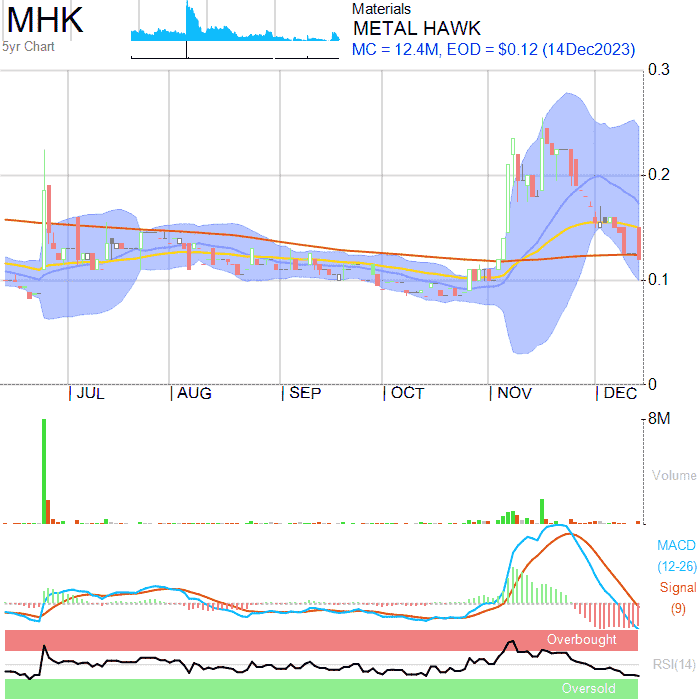 MHK
5yr Chart
Materials
METAL HAWK
MC = 12.4M, EOD = $0.12 (14Dec2023)
0.3
0.2
0.1
0
JUL
AUG
SEP
OCT
NOV
DEC
8M
Volume
MACD
(12-26)
Signal
(9)
Overbought
RSI(14)
Oversold